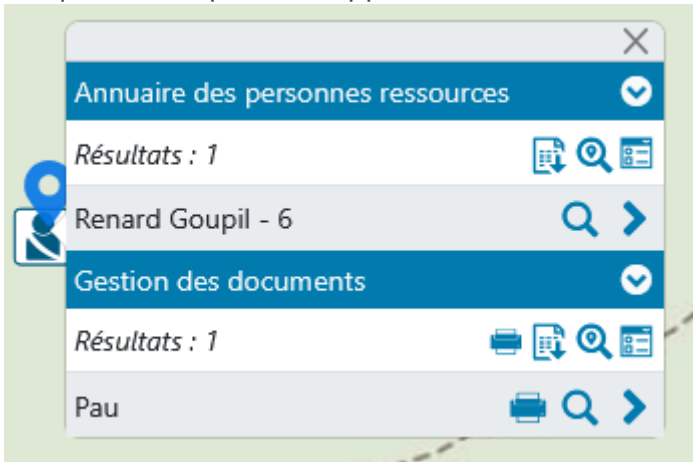 Annuaire des personnes ressources
Résultats : 1
Renard Goupil - 6
Gestion des documents
Résultats : 1
Pau